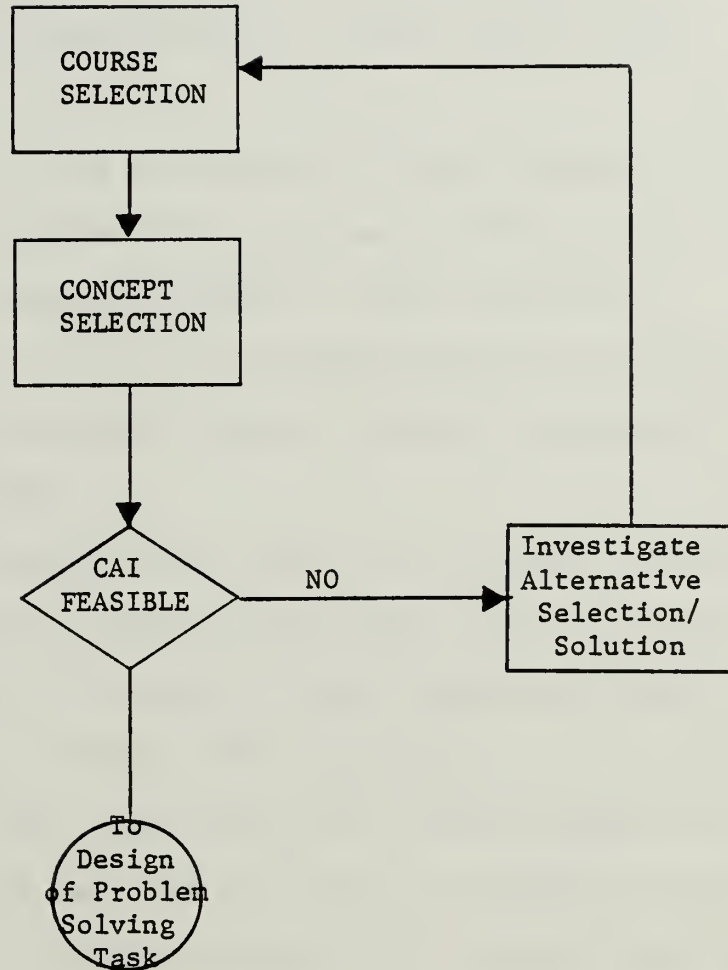 COURSE
SELECTION
CONCEPT
SELECTION
CAI
FEASIBLE
NO
Investigate
Alternative
Selection/
Solution
To
Design
of Problem
Solving
Task